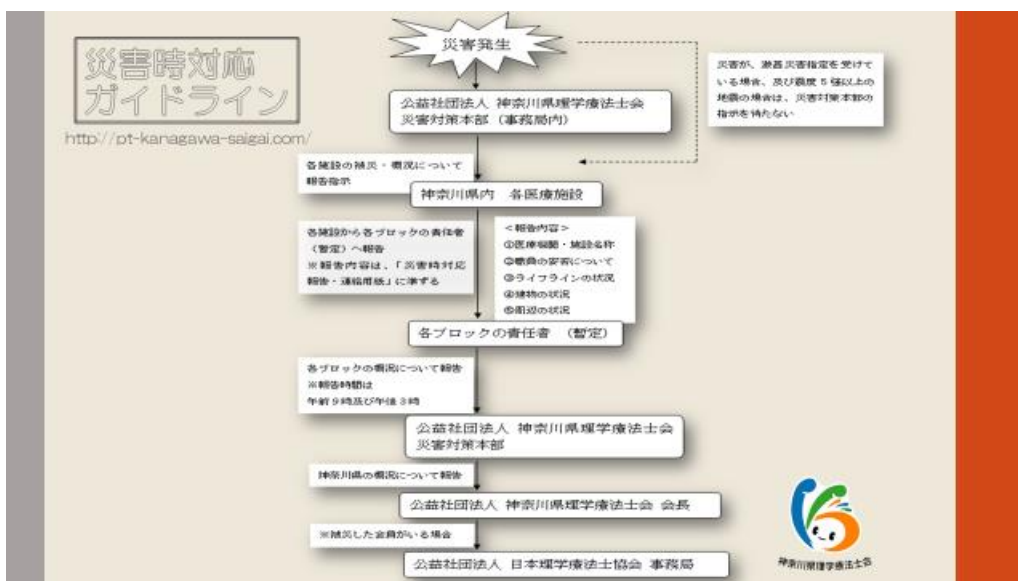 災害時対応
ガイドライン
http://pt-kanagawa-saigai.com/
災害発生
災害が、激甚災害指定を受けて
いる場合、及び震度5強以上の
地震の場合は、災害対策本部の
指示を待たない
公益社団法人 神奈川県理学療法士会
災害対策本部（事務局内）
各施設の被災・概況について
報告指示
神奈川県内 各医療施設
各施設から各ブロックの責任者
（暫定）へ報告
※報告内容は、「災害時対応
報告・連絡用紙」に準ずる
＜報告内容＞
①医療機関・施設名称
②職員の安否について
③ライフラインの状況
④建物の状況
⑤周辺の状況
各ブロックの責任者 （暫定）
各ブロックの概況について報告
※報告時間は
午前9時及び午後3時
公益社団法人 神奈川県理学療法士会
災害対策本部
神奈川県の概況について報告
公益社団法人 神奈川県理学療法士会 会長
※被災した会員がいる場合
公益社団法人 日本理学療法士協会 事務局
神奈川県理学療法士会